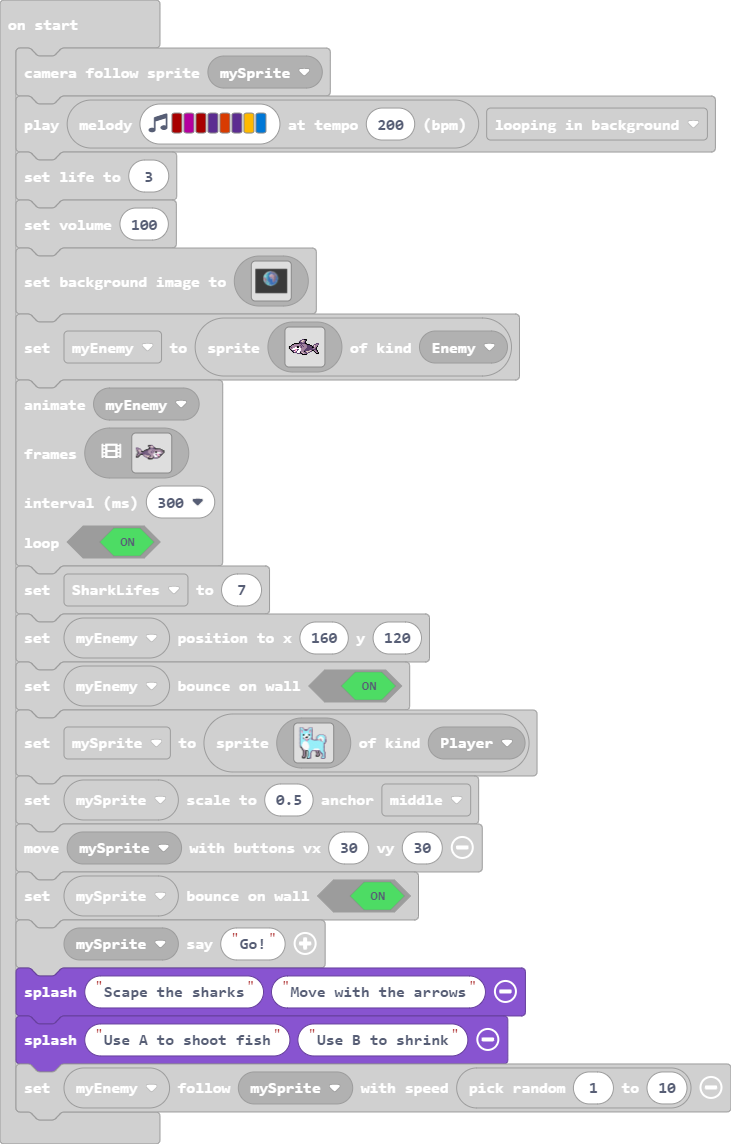 on start
camera follow sprite mySprite
play melody at tempo 200 (bpm) looping in background
set life to 3
set volume 100
set background image to
set myEnemy to sprite of kind Enemy
animate myEnemy
frames
interval (ms) 300
loop ON
set SharkLifes to 7
set myEnemy position to x 160 y 120
set myEnemy bounce on wall ON
set mySprite to sprite of kind Player
set mySprite scale to 0.5 anchor middle
move mySprite with buttons vx 30 vy 30
set mySprite bounce on wall ON
mySprite say "Go!"
splash "Scape the sharks" "Move with the arrows"
splash "Use A to shoot fish" "Use B to shrink"
set myEnemy follow mySprite with speed pick random 1 to 10